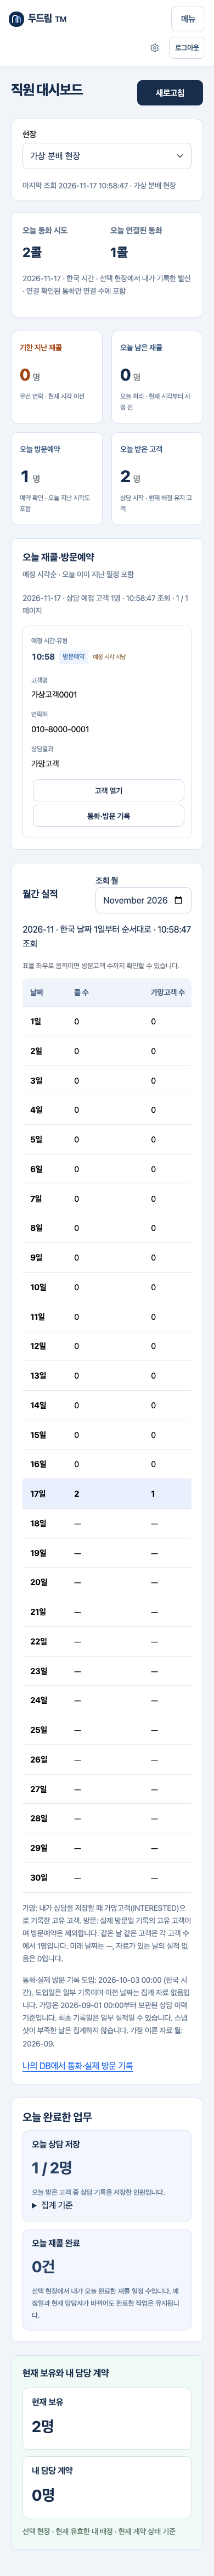 두드림 TM
메뉴
로그아웃
직원 대시보드
새로고침
현장
가상 분배 현장
마지막 조회 2026-11-17 10:58:47 · 가상 분배 현장
오늘 통화 시도
2콜
오늘 연결된 통화
1콜
2026-11-17 · 한국 시간 · 선택 현장에서 내가 기록한 발신
· 연결 확인된 통화만 연결 수에 포함
기한 지난 재콜
0 명
우선 연락 · 현재 시각 이전
오늘 남은 재콜
0 명
오늘 처리 · 현재 시각부터 자
정 전
오늘 방문예약
1 명
예약 확인 · 오늘 지난 시각도
포함
오늘 받은 고객
2 명
상담 시작 · 현재 배정 유지 고
객
오늘 재콜·방문예약
예정 시각순 · 오늘 이미 지난 일정 포함
2026-11-17 · 상담 예정 고객 1명 · 10:58:47 조회 · 1 / 1
페이지
예정 시간·유형
10:58 방문예약 예정 시각 지남
고객명
가상고객0001
연락처
010-8000-0001
상담결과
가망고객
고객 열기
통화·방문 기록
월간 실적
조회 월
November 2026
2026-11 · 한국 날짜 1일부터 순서대로 · 10:58:47
조회
표를 좌우로 움직이면 방문고객 수까지 확인할 수 있습니다.
날짜 콜 수 가망고객 수
1일 0 0
2일 0 0
3일 0 0
4일 0 0
5일 0 0
6일 0 0
7일 0 0
8일 0 0
9일 0 0
10일 0 0
11일 0 0
12일 0 0
13일 0 0
14일 0 0
15일 0 0
16일 0 0
17일 2 1
18일 — —
19일 — —
20일 — —
21일 — —
22일 — —
23일 — —
24일 — —
25일 — —
26일 — —
27일 — —
28일 — —
29일 — —
30일 — —
가망: 내가 상담을 저장할 때 가망고객(INTERESTED)으
로 기록한 고유 고객. 방문: 실제 방문일 기록의 고유 고객이
며 방문예약은 제외합니다. 같은 날 같은 고객은 각 고객 수
에서 1명입니다. 미래 날짜는 —, 자료가 있는 날의 실적 없
음은 0입니다.
통화·실제 방문 기록 도입: 2026-10-03 00:00 (한국 시
간). 도입일은 일부 기록이며 이전 날짜는 집계 자료 없음입니
다. 가망은 2026-09-01 00:00부터 보관된 상담 이력
기준입니다. 최초 기록일은 일부 실적일 수 있습니다. 스냅
샷이 부족한 날은 집계하지 않습니다. 가장 이른 자료 월:
2026-09.
나의 DB에서 통화·실제 방문 기록
오늘 완료한 업무
오늘 상담 저장
1 / 2명
오늘 받은 고객 중 상담 기록을 저장한 인원입니다.
▶ 집계 기준
오늘 재콜 완료
0건
선택 현장에서 내가 오늘 완료한 재콜 일정 수입니다. 예
정일과 현재 담당자가 바뀌어도 완료한 작업은 유지됩니
다.
현재 보유와 내 담당 계약
현재 보유
2명
내 담당 계약
0명
선택 현장 · 현재 유효한 내 배정 · 현재 계약 상태 기준